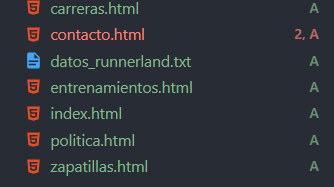 carreras.html A
contacto.html 2, A
datos_runnerland.txt A
entrenamientos.html A
index.html A
politica.html A
zapatillas.html A